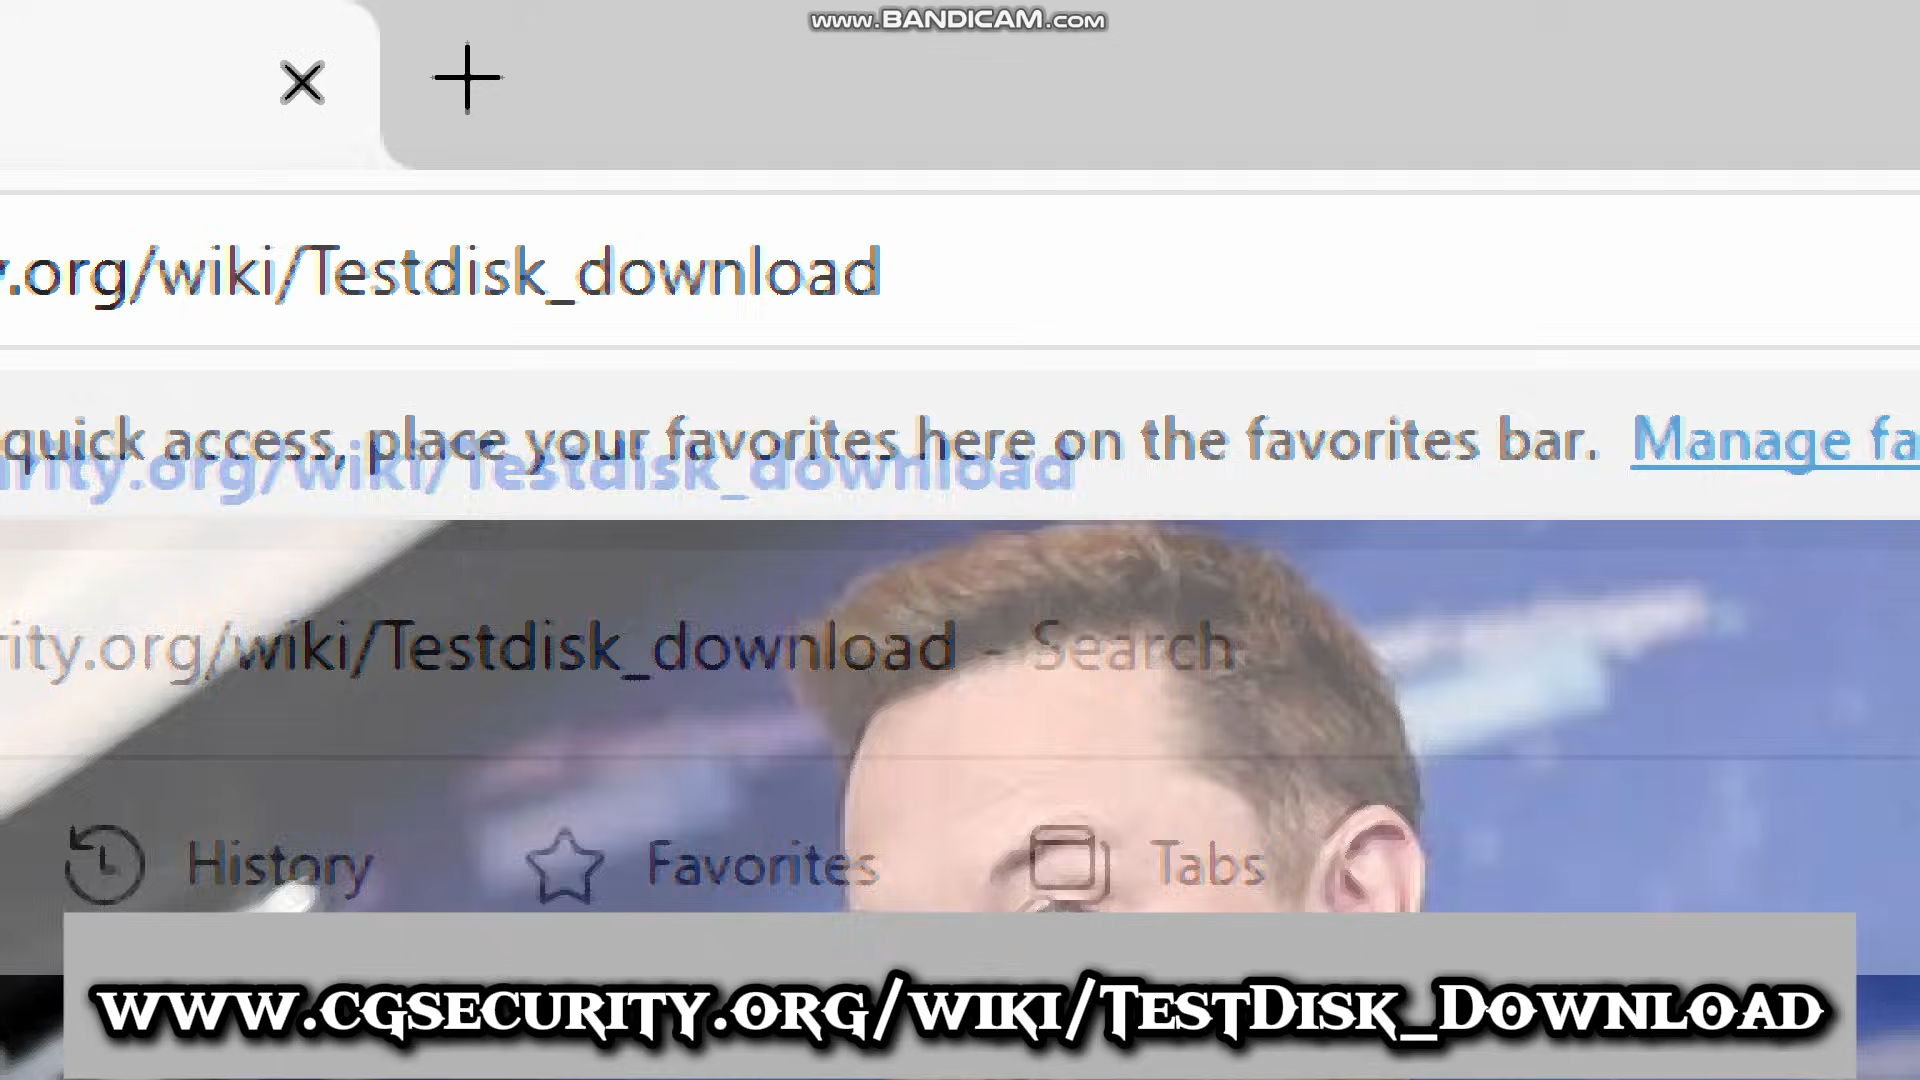 www.BANDICAM.com
.org/wiki/Testdisk_download
quick access, place your favorites here on the favorites bar. Manage fa
rity.org/wiki/Testdisk_download
ity.org/wiki/Testdisk_download - Search
History Favorites Tabs
www.cgsecurity.org/wiki/TestDisk_Download